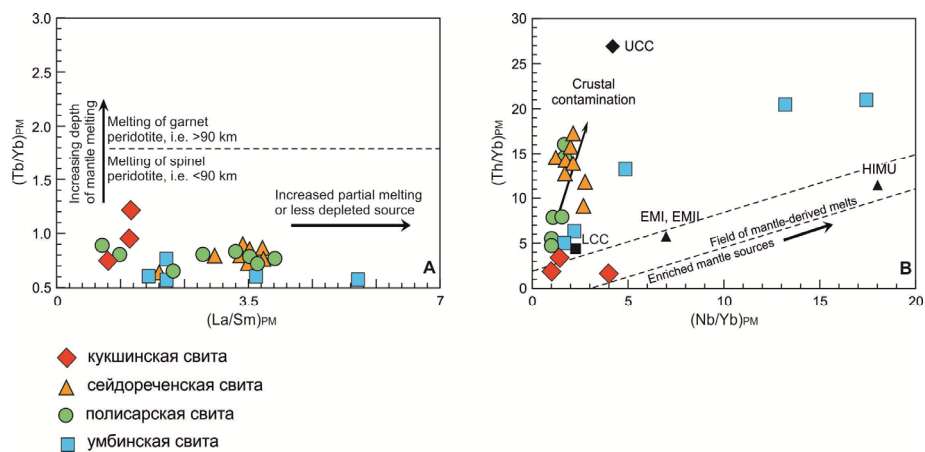 3.0
2.5
2.0
1.5
1.0
0.5
0
3.5
7
(Tb/Yb)PM
(La/Sm)PM
Increasing depth
of mantle melting
Melting of garnet
peridotite, i.e. >90 km
Melting of spinel
peridotite, i.e. <90 km
Increased partial melting
or less depleted source
A
30
25
20
15
10
5
0
0
5
10
15
20
(Th/Yb)PM
(Nb/Yb)PM
UCC
Crustal
contamination
HIMU
EMI, EMII
LCC
Field of mantle-derived melts
Enriched mantle sources
B
кукшинская свита
сейдореченская свита
полисарская свита
умбинская свита